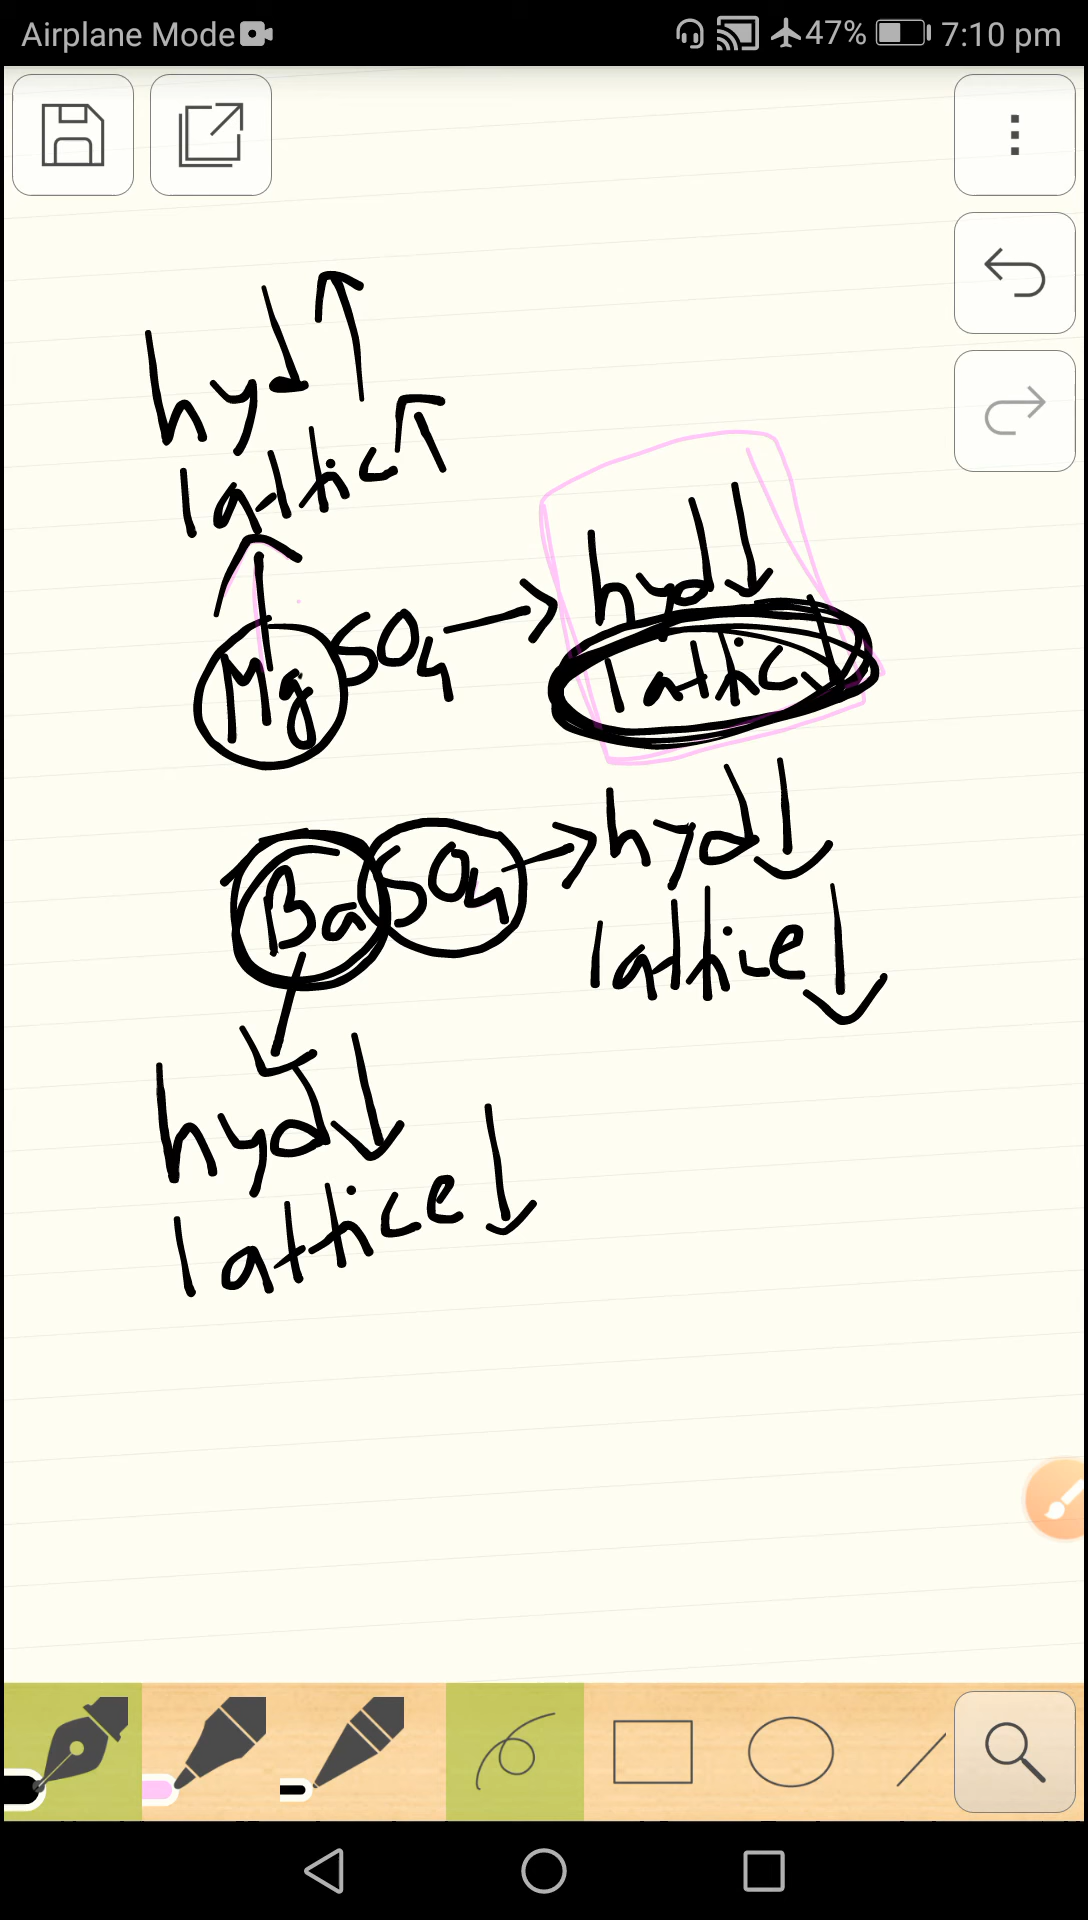 Airplane Mode 47% 7:10 pm
hyd ↑
lattic ↑
MgSO4 → hyd ↓
lattic ↓
BaSO4 → hyd ↓
lattice ↓
hyd ↓
lattice ↓